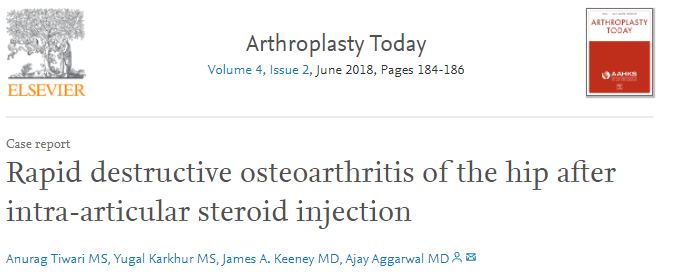 ELSEVIER
Arthroplasty Today
Volume 4, Issue 2, June 2018, Pages 184-186
ARTHROPLASTY
TODAY
AAHKS
Case report
Rapid destructive osteoarthritis of the hip after
intra-articular steroid injection
Anurag Tiwari MS, Yugal Karkhur MS, James A. Keeney MD, Ajay Aggarwal MD